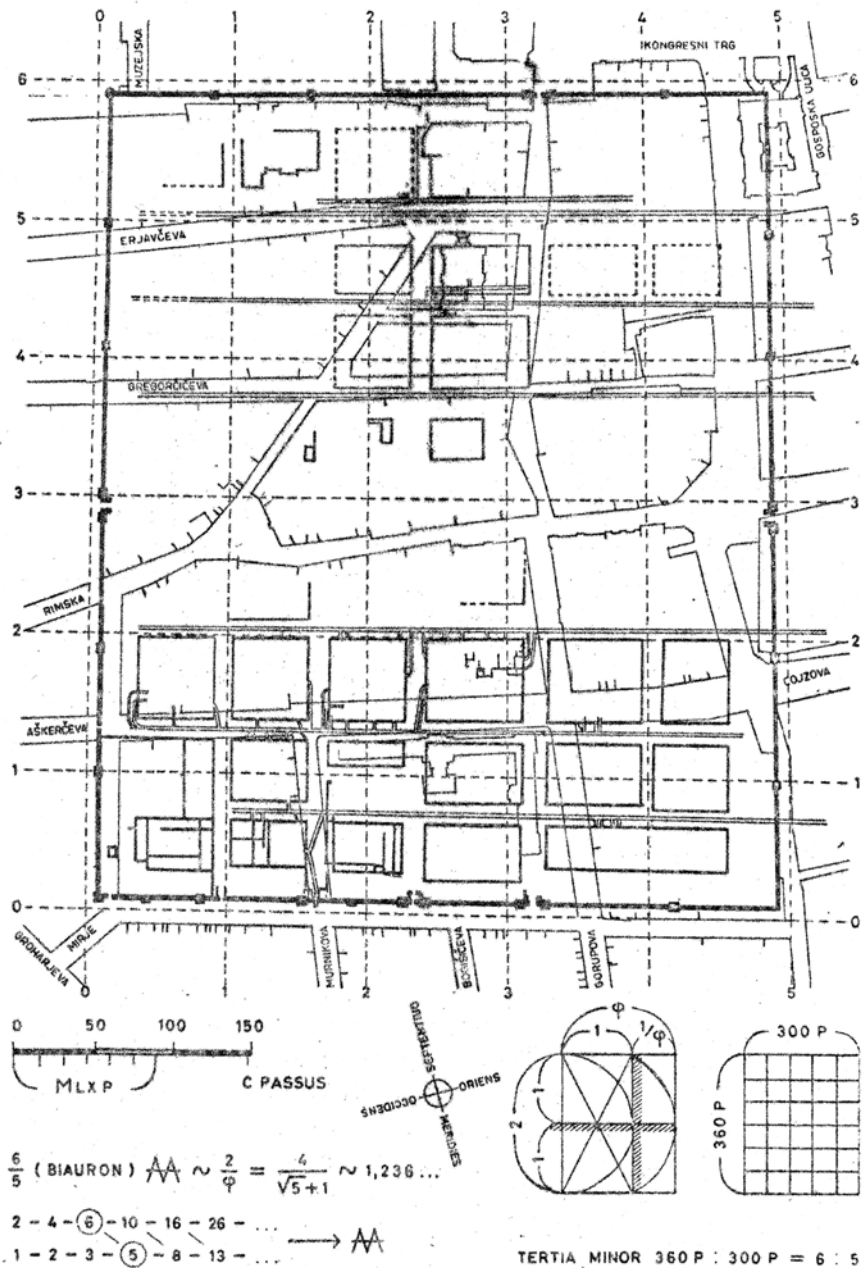 0 1 2 3 4 5
MUZEJSKA
KONGRESNI TRG
GOSPOSKA ULICA
6 6
5 5
ERJAVČEVA
4 4
GREGORČIČEVA
3 3
RIMSKA
2 2
COJZOVA
AŠKERČEVA
1 1
0 0
GROHARJEVA
MIRJE
MURNIKOVA
BORIŠIČEVA
GORUPOVA
0 1 2 3 4 5
0 50 100 150
MLXP C PASSUS
SEPTENTRIO
ORIENS
OCCIDENS
MERIDIES
φ
1 1/φ
2 1
1
300 P
360 P
6/5 (BIAURON) ~ 2/φ = 4/√5+1 ~ 1,236...
2 - 4 - 6 - 10 - 16 - 26 - ...
1 - 2 - 3 - 5 - 8 - 13 - ...
TERTIA MINOR 360 P : 300 P = 6 : 5